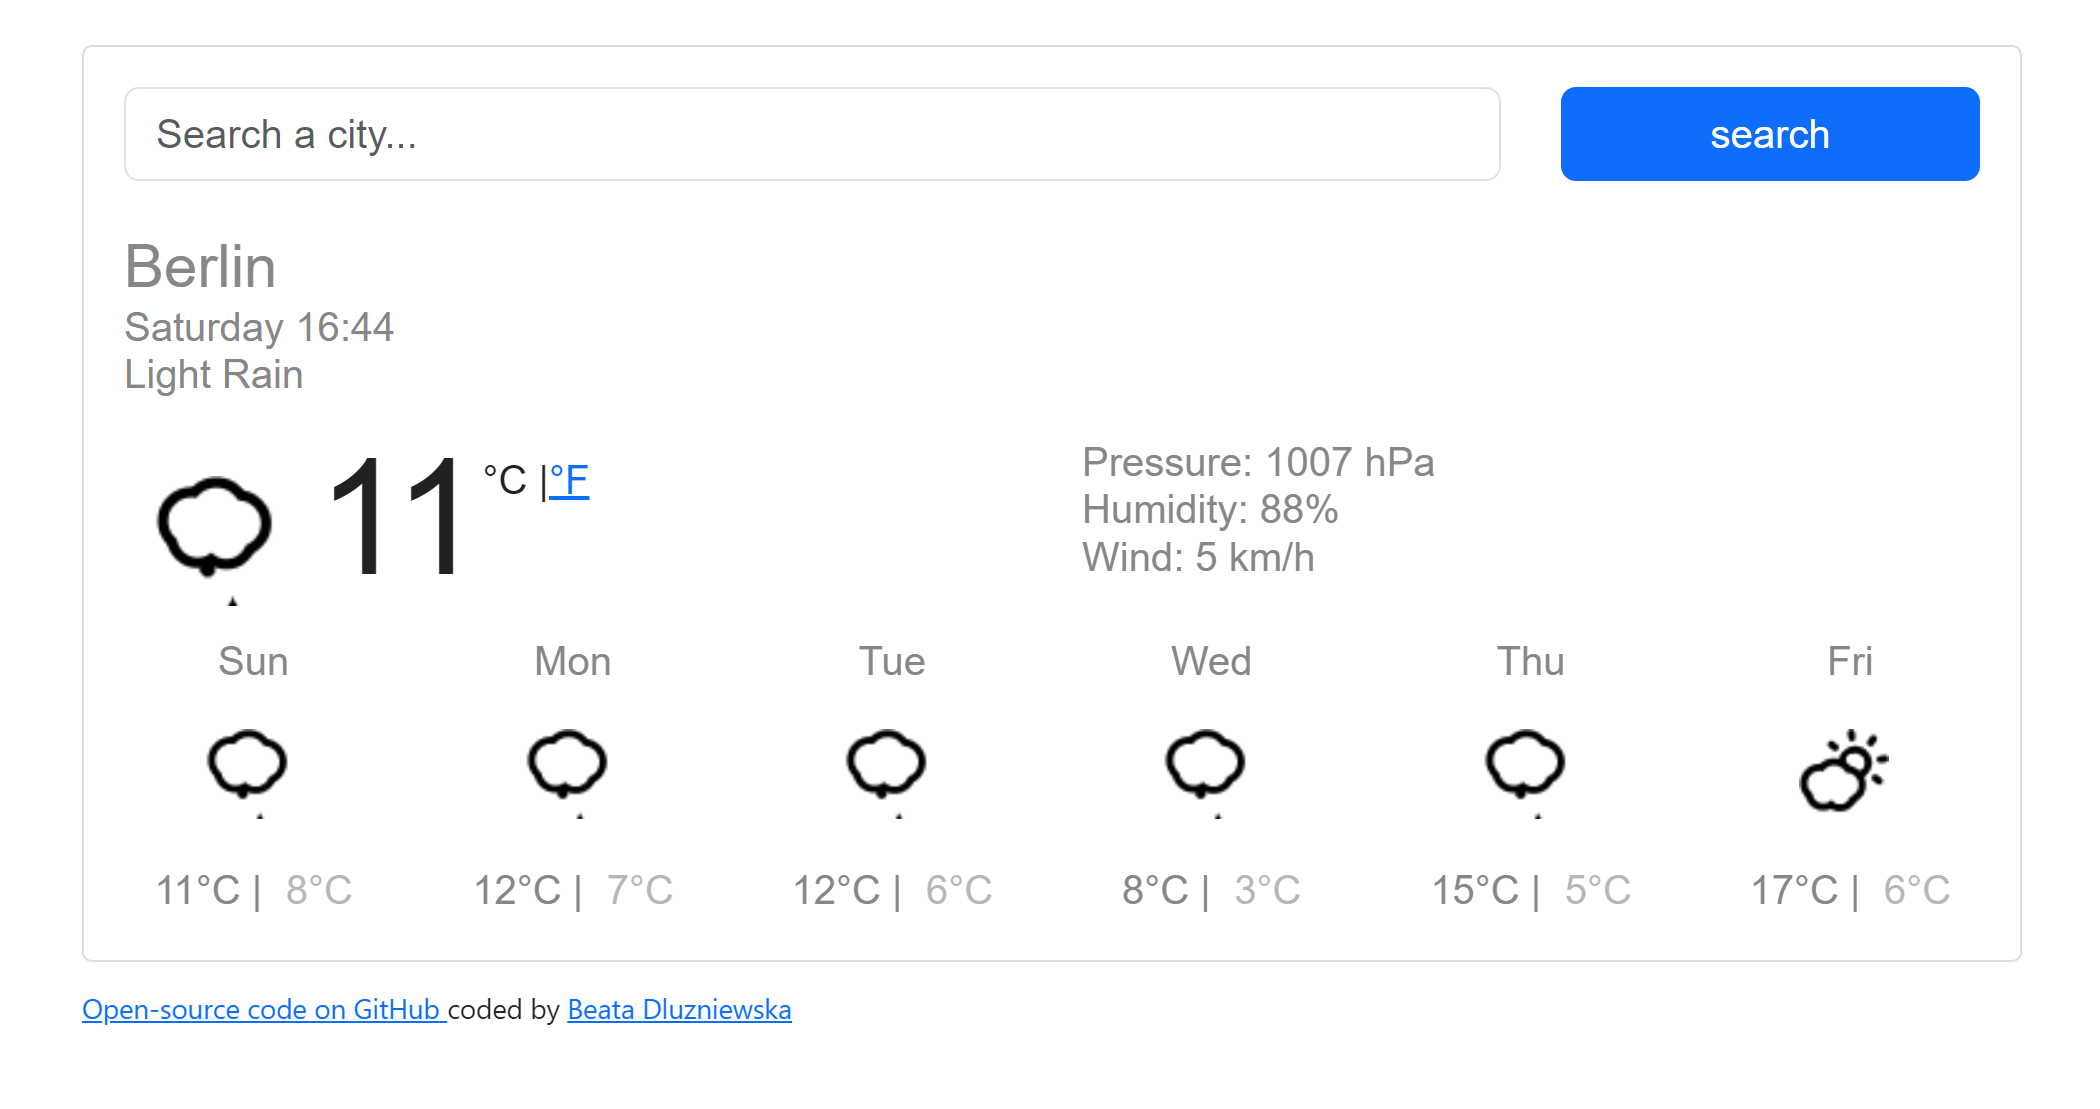 Search a city...
search
Berlin
Saturday 16:44
Light Rain
11 °C |°F
Pressure: 1007 hPa
Humidity: 88%
Wind: 5 km/h
Sun Mon Tue Wed Thu Fri
11°C | 8°C 12°C | 7°C 12°C | 6°C 8°C | 3°C 15°C | 5°C 17°C | 6°C
Open-source code on GitHub coded by Beata Dluzniewska